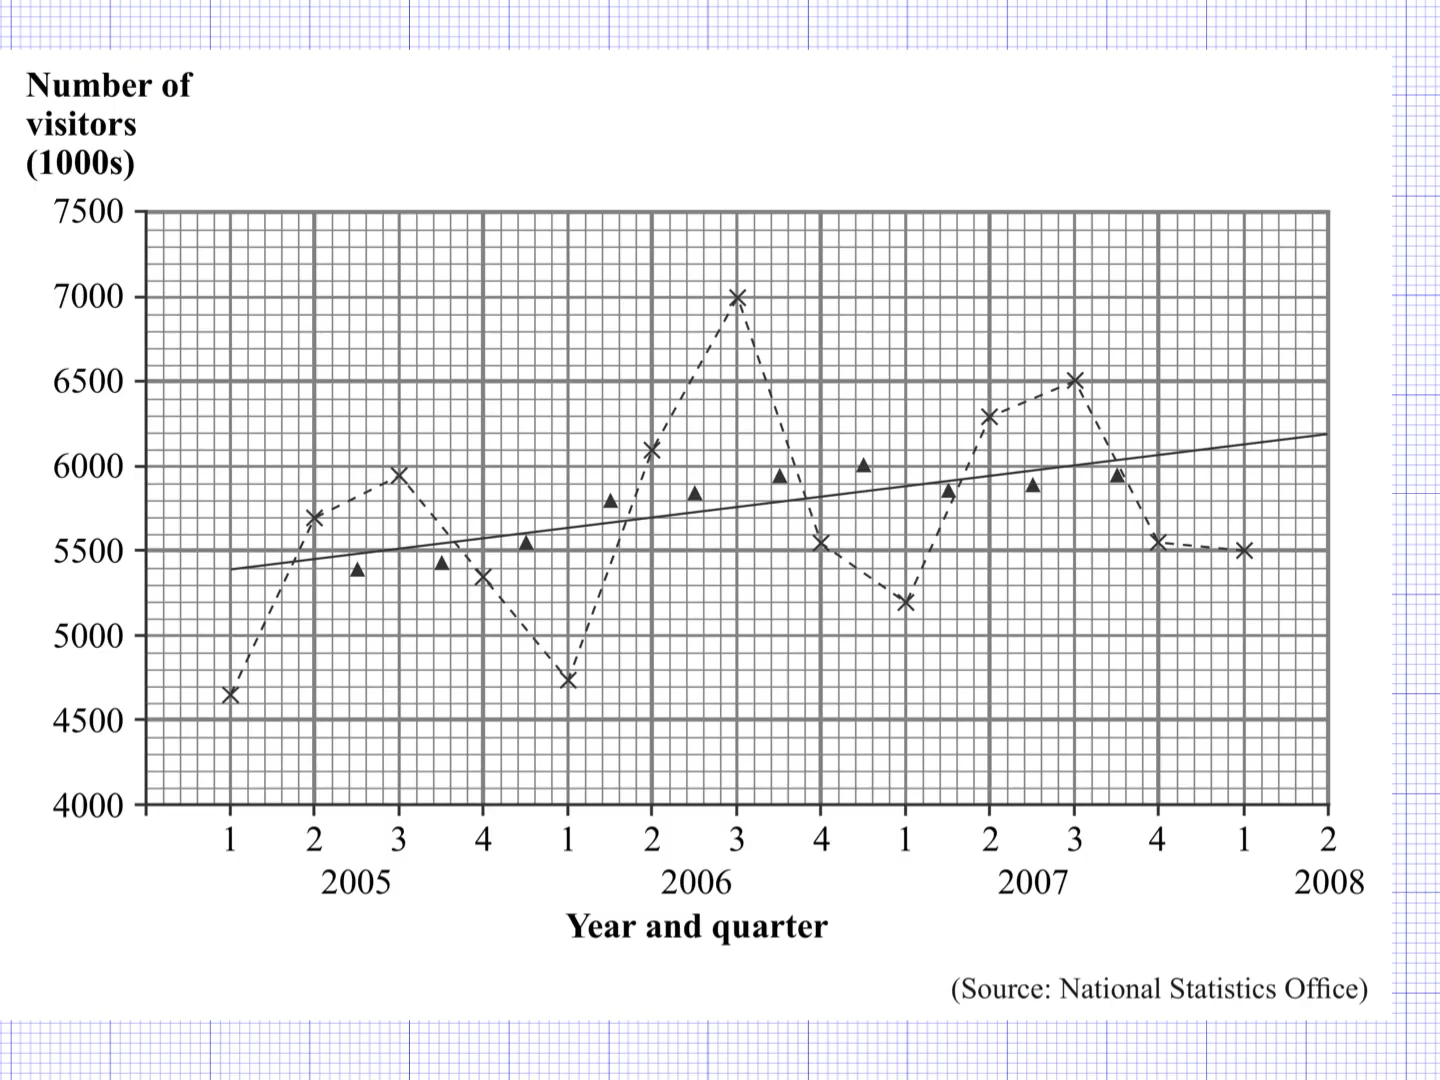 Number of
visitors
(1000s)
7500
7000
6500
6000
5500
5000
4500
4000
1 2 3 4 1 2 3 4 1 2 3 4 1 2
2005 2006 2007 2008
Year and quarter
(Source: National Statistics Office)